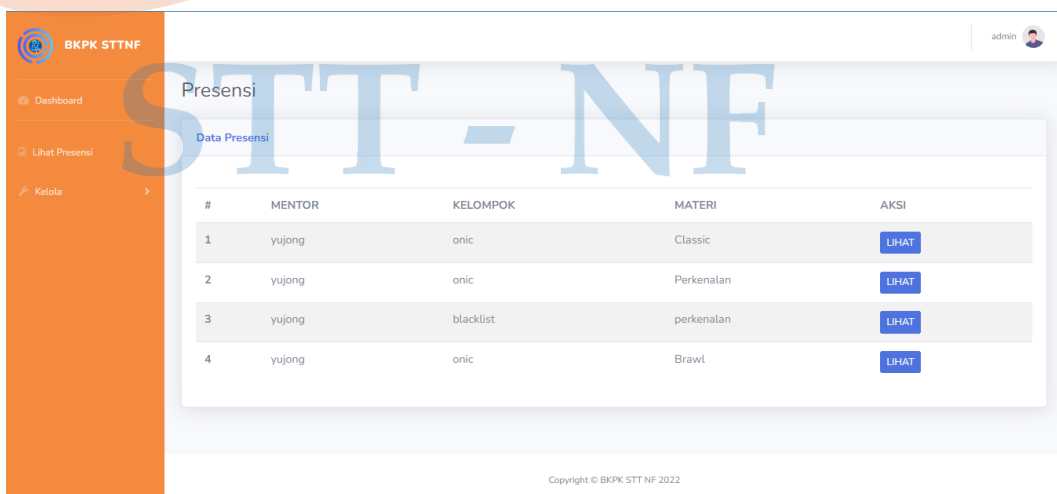 BKPK STTNF
admin
Dashboard
Lihat Presensi
Kelola
STT - NF
Presensi
Data Presensi
# MENTOR KELOMPOK MATERI AKSI
1 yujong onic Classic LIHAT
2 yujong onic Perkenalan LIHAT
3 yujong blacklist perkenalan LIHAT
4 yujong onic Brawl LIHAT
Copyright © BKPK STT NF 2022